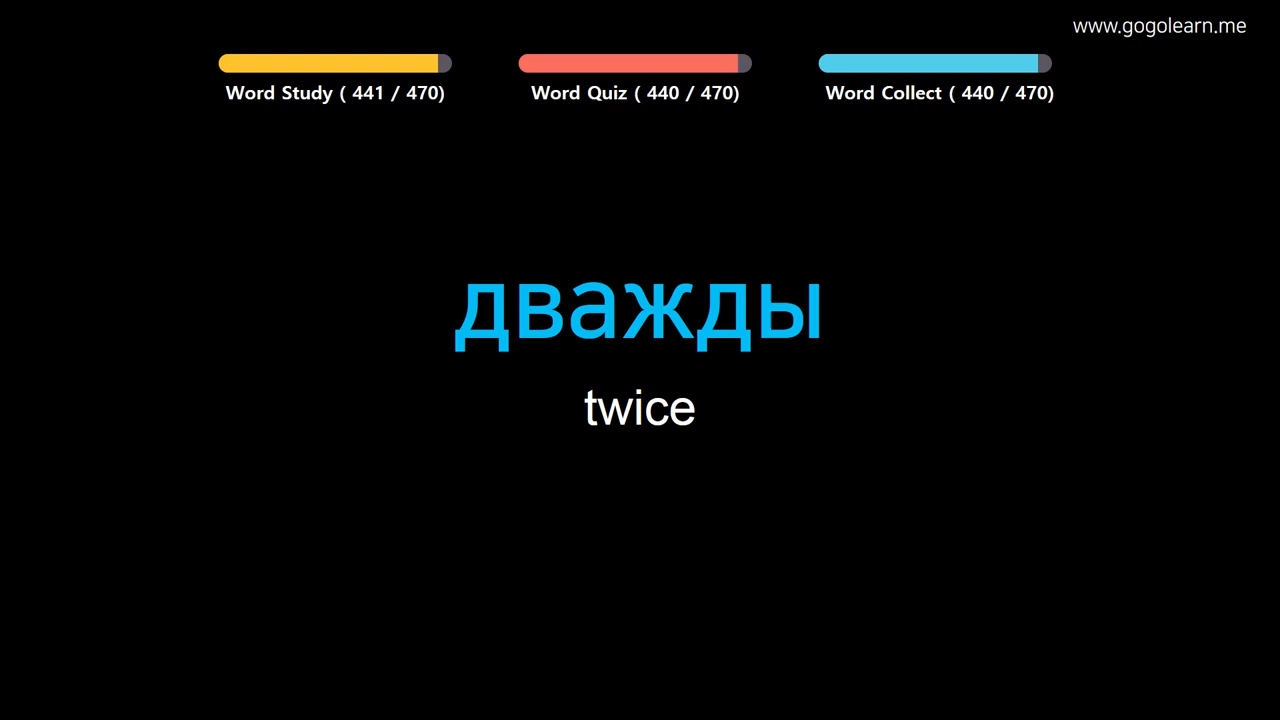 www.gogolearn.me
Word Study ( 441 / 470)
Word Quiz ( 440 / 470)
Word Collect ( 440 / 470)
дважды
twice